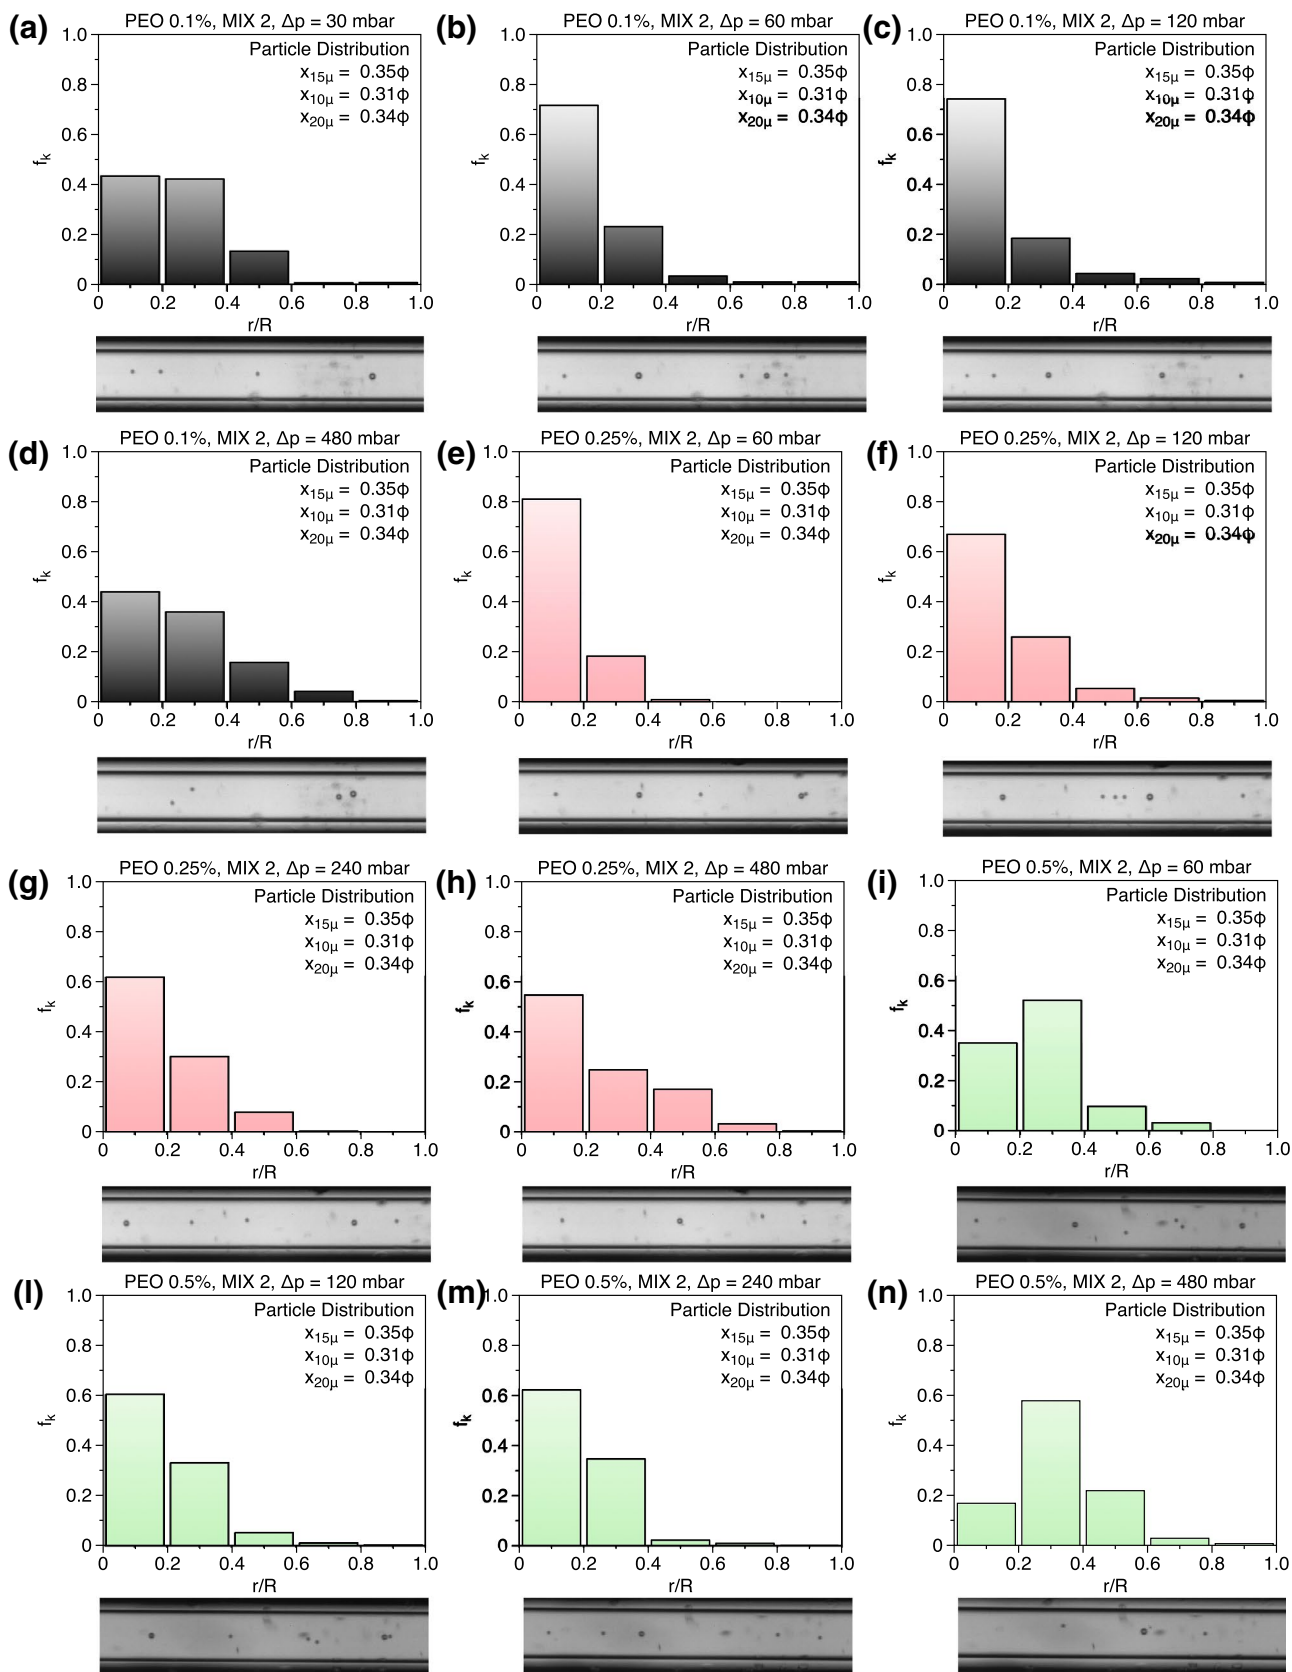 (a) PEO 0.1%, MIX 2, Δp = 30 mbar
1.0
Particle Distribution
x15μ = 0.35ϕ
0.8
x10μ = 0.31ϕ
x20μ = 0.34ϕ
0.6
fk
0.4
0.2
0
0 0.2 0.4 0.6 0.8 1.0
r/R
(b) PEO 0.1%, MIX 2, Δp = 60 mbar
1.0
Particle Distribution
x15μ = 0.35ϕ
0.8
x10μ = 0.31ϕ
x20μ = 0.34ϕ
0.6
fk
0.4
0.2
0
0 0.2 0.4 0.6 0.8 1.0
r/R
(c) PEO 0.1%, MIX 2, Δp = 120 mbar
1.0
Particle Distribution
x15μ = 0.35ϕ
0.8
x10μ = 0.31ϕ
x20μ = 0.34ϕ
0.6
fk
0.4
0.2
0
0 0.2 0.4 0.6 0.8 1.0
r/R
(d) PEO 0.1%, MIX 2, Δp = 480 mbar
1.0
Particle Distribution
x15μ = 0.35ϕ
0.8
x10μ = 0.31ϕ
x20μ = 0.34ϕ
0.6
fk
0.4
0.2
0
0 0.2 0.4 0.6 0.8 1.0
r/R
(e) PEO 0.25%, MIX 2, Δp = 60 mbar
1.0
Particle Distribution
x15μ = 0.35ϕ
0.8
x10μ = 0.31ϕ
x20μ = 0.34ϕ
0.6
fk
0.4
0.2
0
0 0.2 0.4 0.6 0.8 1.0
r/R
(f) PEO 0.25%, MIX 2, Δp = 120 mbar
1.0
Particle Distribution
x15μ = 0.35ϕ
0.8
x10μ = 0.31ϕ
x20μ = 0.34ϕ
0.6
fk
0.4
0.2
0
0 0.2 0.4 0.6 0.8 1.0
r/R
(g) PEO 0.25%, MIX 2, Δp = 240 mbar
1.0
Particle Distribution
x15μ = 0.35ϕ
0.8
x10μ = 0.31ϕ
x20μ = 0.34ϕ
0.6
fk
0.4
0.2
0
0 0.2 0.4 0.6 0.8 1.0
r/R
(h) PEO 0.25%, MIX 2, Δp = 480 mbar
1.0
Particle Distribution
x15μ = 0.35ϕ
0.8
x10μ = 0.31ϕ
x20μ = 0.34ϕ
0.6
fk
0.4
0.2
0
0 0.2 0.4 0.6 0.8 1.0
r/R
(i) PEO 0.5%, MIX 2, Δp = 60 mbar
1.0
Particle Distribution
x15μ = 0.35ϕ
0.8
x10μ = 0.31ϕ
x20μ = 0.34ϕ
0.6
fk
0.4
0.2
0
0 0.2 0.4 0.6 0.8 1.0
r/R
(l) PEO 0.5%, MIX 2, Δp = 120 mbar
1.0
Particle Distribution
x15μ = 0.35ϕ
0.8
x10μ = 0.31ϕ
x20μ = 0.34ϕ
0.6
fk
0.4
0.2
0
0 0.2 0.4 0.6 0.8 1.0
r/R
(m) PEO 0.5%, MIX 2, Δp = 240 mbar
1.0
Particle Distribution
x15μ = 0.35ϕ
0.8
x10μ = 0.31ϕ
x20μ = 0.34ϕ
0.6
fk
0.4
0.2
0
0 0.2 0.4 0.6 0.8 1.0
r/R
(n) PEO 0.5%, MIX 2, Δp = 480 mbar
1.0
Particle Distribution
x15μ = 0.35ϕ
0.8
x10μ = 0.31ϕ
x20μ = 0.34ϕ
0.6
fk
0.4
0.2
0
0 0.2 0.4 0.6 0.8 1.0
r/R